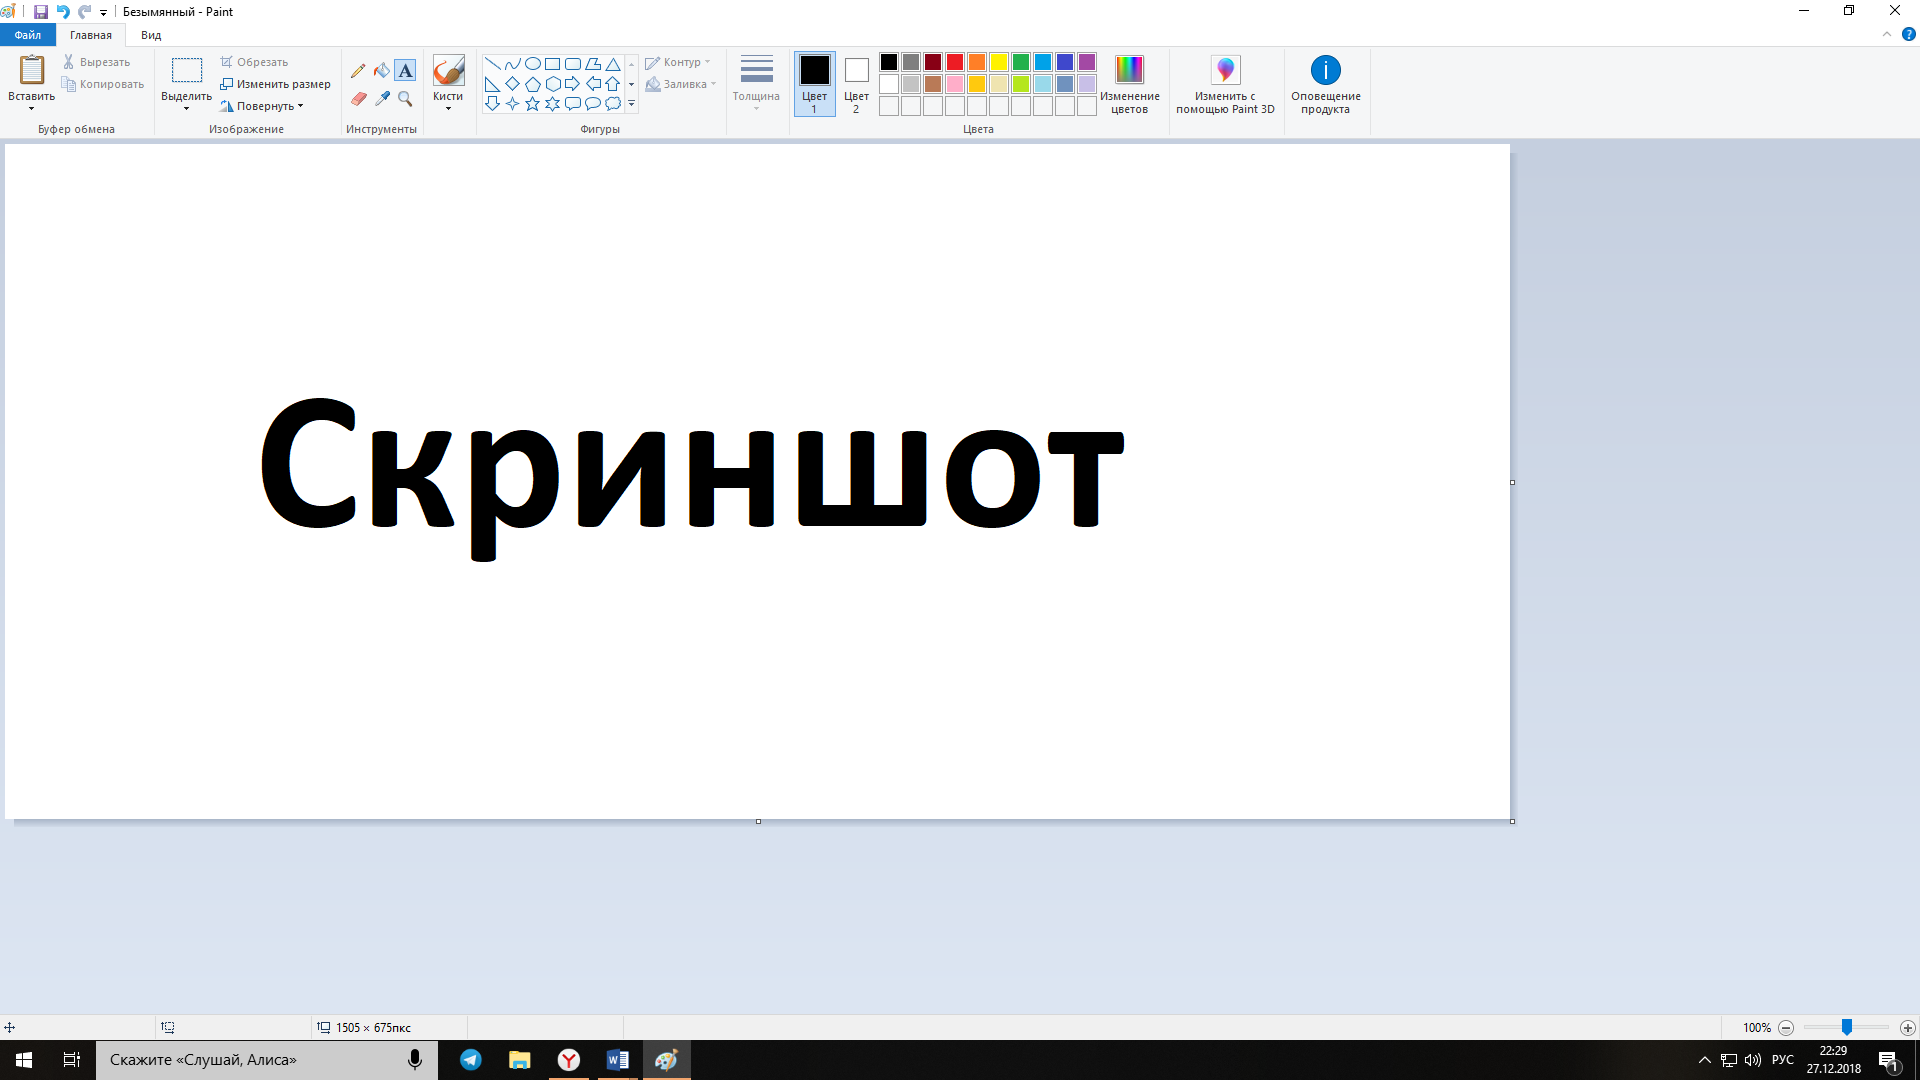 Безымянный - Paint
Файл
Главная
Вид
Вставить
Вырезать
Копировать
Буфер обмена
Выделить
Обрезать
Изменить размер
Повернуть
Изображение
A
Инструменты
Кисти
Фигуры
Контур
Заливка
Толщина
Цвет 1
Цвет 2
Цвета
Изменение цветов
Изменить с помощью Paint 3D
Оповещение продукта
Скриншот
1505 × 675пкс
100%
Скажите «Слушай, Алиса»
РУС
22:29
27.12.2018
1